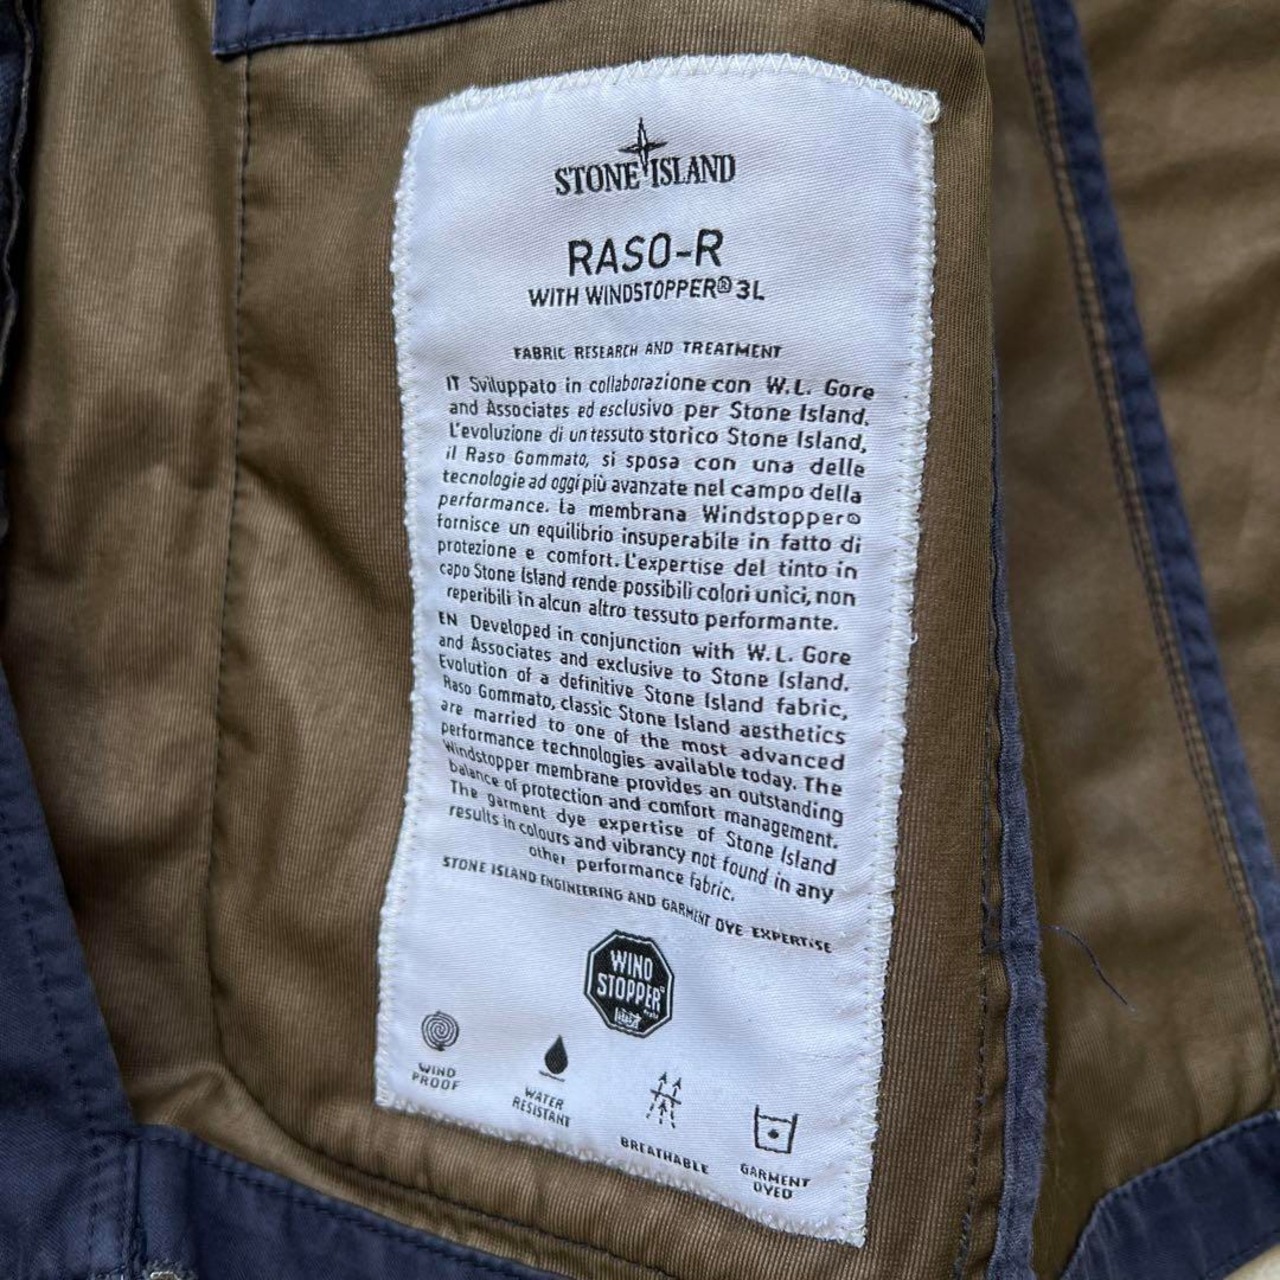 STONE ISLAND
RASO-R
WITH WINDSTOPPER® 3L
FABRIC RESEARCH AND TREATMENT
IT Sviluppato in collaborazione con W.L. Gore
and Associates ed esclusivo per Stone Island.
L'evoluzione di un tessuto storico Stone Island,
il Raso Gommato, si sposa con una delle
tecnologie ad oggi più avanzate nel campo della
performance. La membrana Windstopper®
fornisce un equilibrio insuperabile in fatto di
protezione e comfort. L'expertise del tinto in
capo Stone Island rende possibili colori unici, non
reperibili in alcun altro tessuto performante.
EN Developed in conjunction with W.L. Gore
and Associates and exclusive to Stone Island.
Evolution of a definitive Stone Island fabric,
Raso Gommato, classic Stone Island aesthetics
are married to one of the most advanced
performance technologies available today. The
Windstopper membrane provides an outstanding
balance of protection and comfort management.
The garment dye expertise of Stone Island
results in colours and vibrancy not found in any
other performance fabric.
STONE ISLAND ENGINEERING AND GARMENT DYE EXPERTISE
WIND
STOPPER®
WIND
PROOF
WATER
RESISTANT
BREATHABLE
GARMENT
DYED